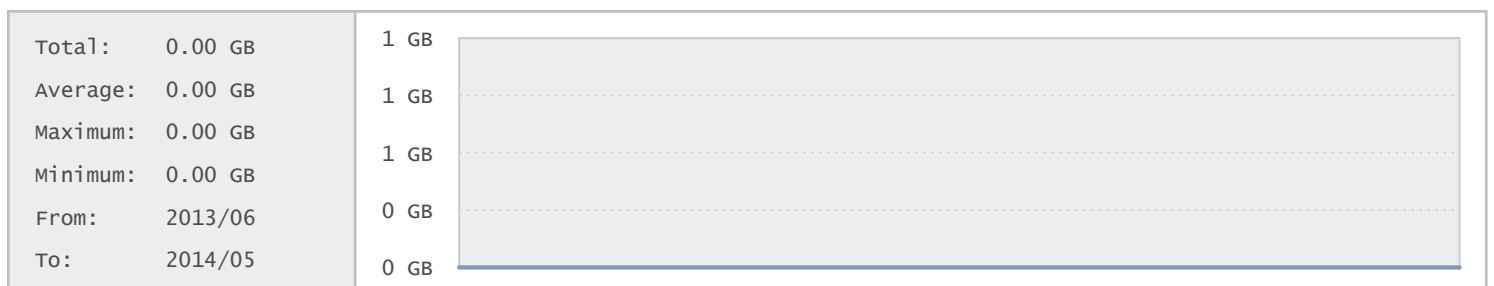 Total: 0.00 GB
Average: 0.00 GB
Maximum: 0.00 GB
Minimum: 0.00 GB
From: 2013/06
To: 2014/05
1 GB
1 GB
1 GB
0 GB
0 GB